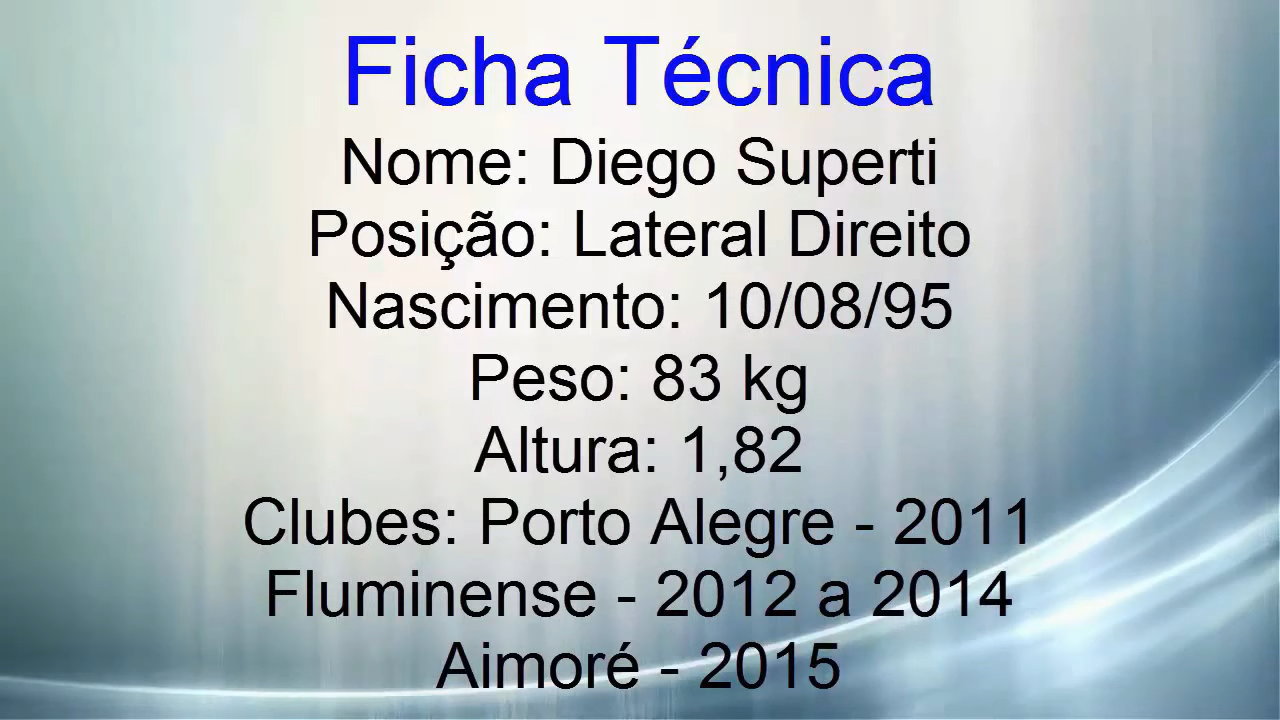 Ficha Técnica
Nome: Diego Superti
Posição: Lateral Direito
Nascimento: 10/08/95
Peso: 83 kg
Altura: 1,82
Clubes: Porto Alegre - 2011
Fluminense - 2012 a 2014
Aimoré - 2015